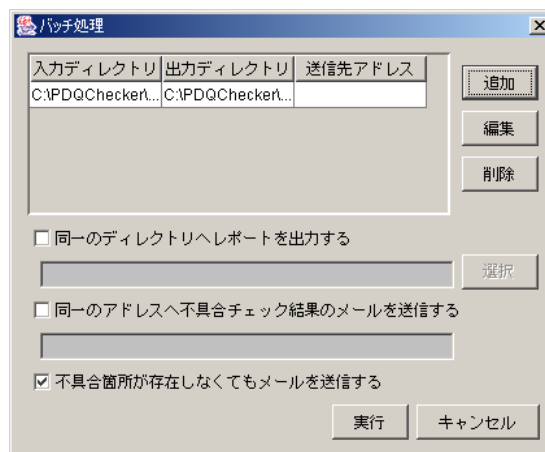 バッチ処理
入力ディレクトリ 出力ディレクトリ 送信先アドレス
C:\PDQChecker\... C:\PDQChecker\...
追加
編集
削除
同一のディレクトリへレポートを出力する
選択
同一のアドレスへ不具合チェック結果のメールを送信する
不具合箇所が存在しなくてもメールを送信する
実行 キャンセル